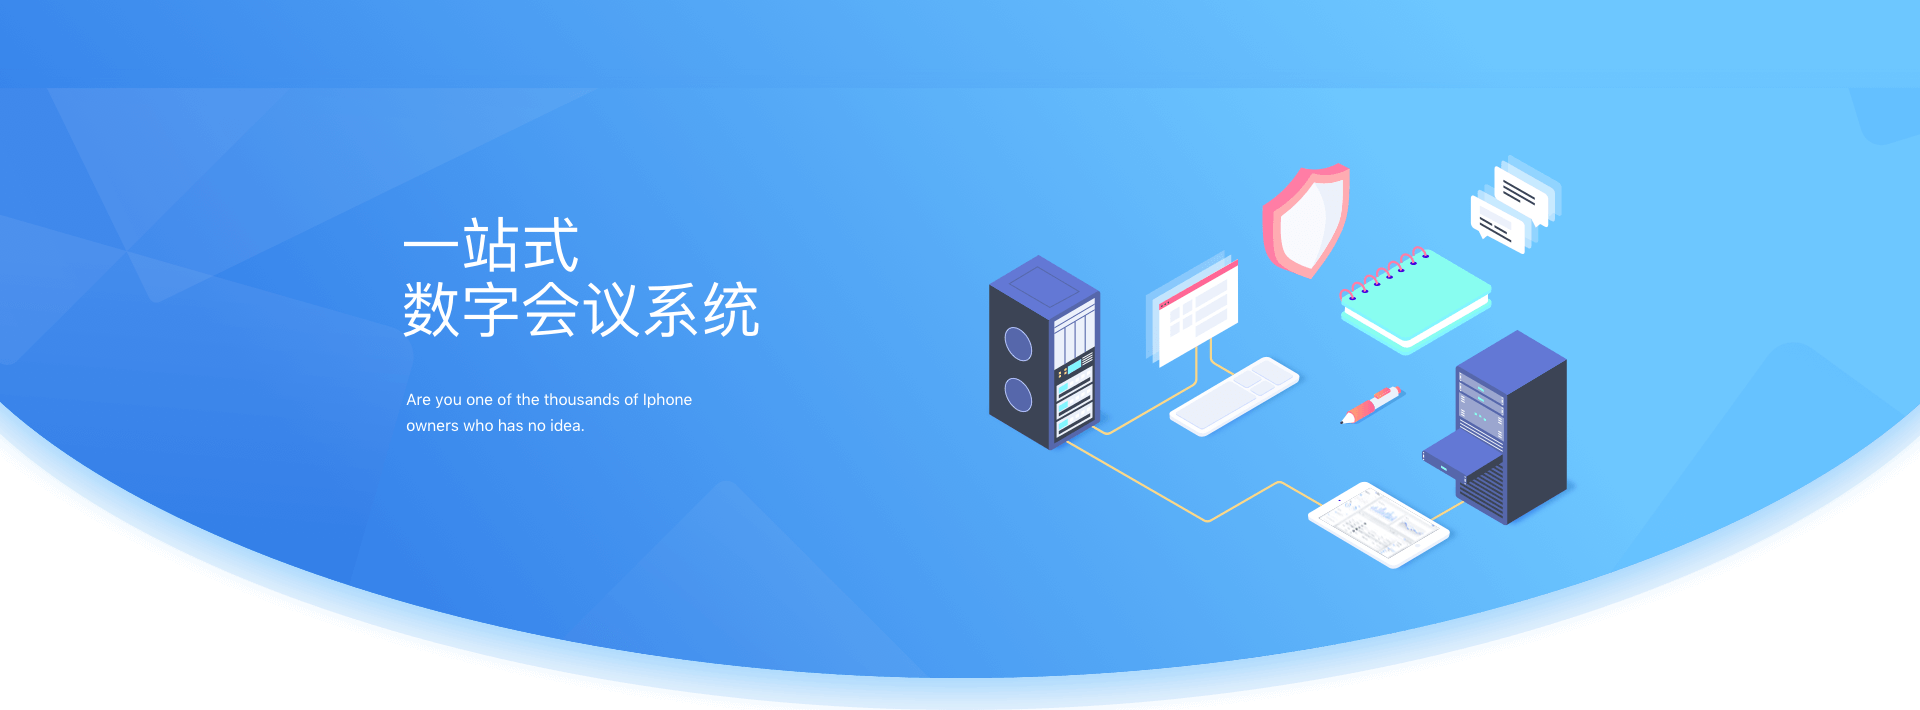 一站式
数字会议系统
Are you one of the thousands of Iphone
owners who has no idea.